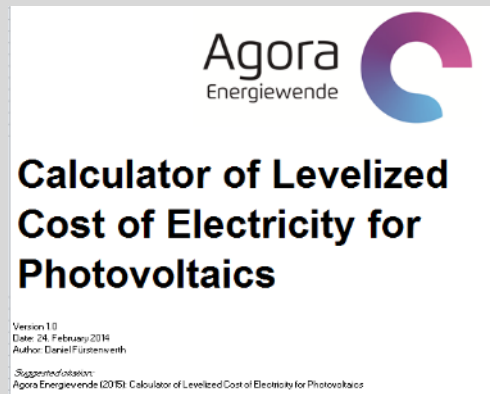 Agora
Energiewende
Calculator of Levelized
Cost of Electricity for
Photovoltaics
Version 1.0
Date: 24. February 2014
Author: Daniel Fürstenwerth
Suggested citation:
Agora Energiewende (2015): Calculator of Levelized Cost of Electricity for Photovoltaics